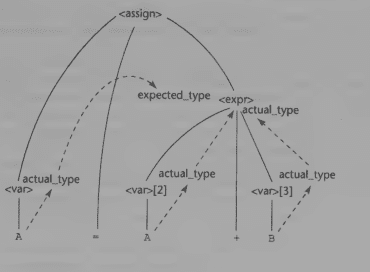 <assign>
expected_type <expr>
actual_type
actual_type actual_type actual_type
<var> <var>[2] <var>[3]
A = A + B